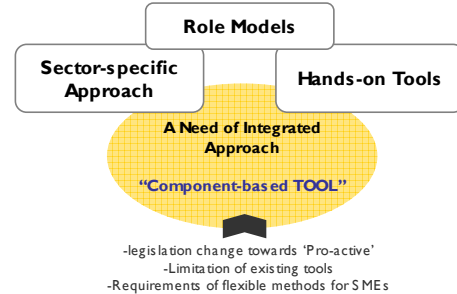 Role Models
Sector-specific
Approach
Hands-on Tools
A Need of Integrated
Approach
“Component-based TOOL”
-legislation change towards ‘Pro-active’
-Limitation of existing tools
-Requirements of flexible methods for SMEs